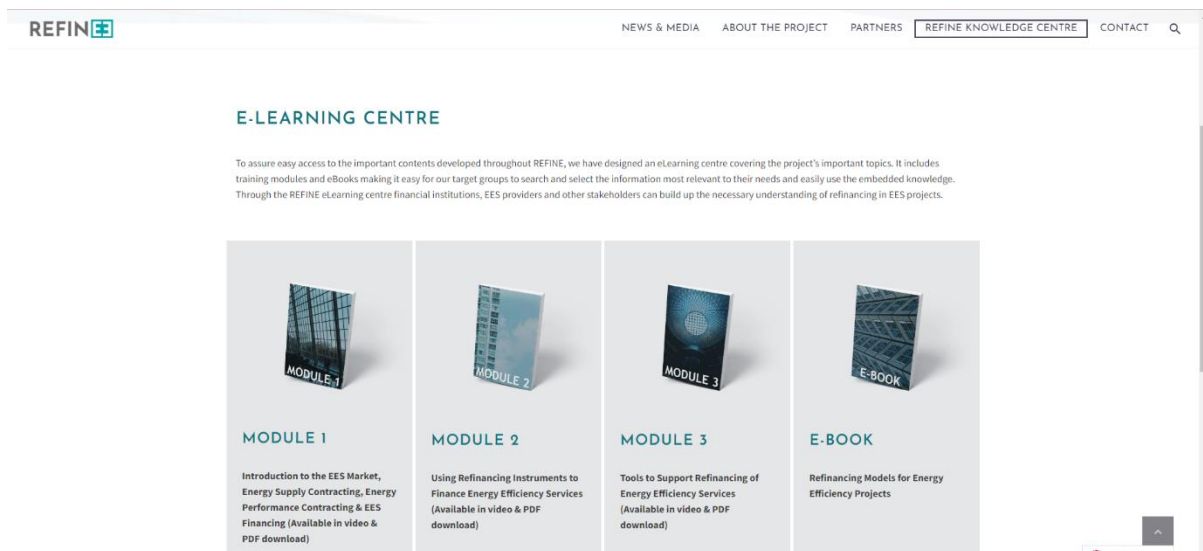 REFINE
NEWS & MEDIA ABOUT THE PROJECT PARTNERS REFINE KNOWLEDGE CENTRE CONTACT
E-LEARNING CENTRE
To assure easy access to the important contents developed throughout REFINE, we have designed an eLearning centre covering the project's important topics. It includes
training modules and eBooks making it easy for our target groups to search and select the information most relevant to their needs and easily use the embedded knowledge.
Through the REFINE eLearning centre financial institutions, EES providers and other stakeholders can build up the necessary understanding of refinancing in EES projects.
MODULE 1
MODULE 2
MODULE 3
E-BOOK
MODULE 1
Introduction to the EES Market,
Energy Supply Contracting, Energy
Performance Contracting & EES
Financing (Available in video &
PDF download)
MODULE 2
Using Refinancing Instruments to
Finance Energy Efficiency Services
(Available in video & PDF
download)
MODULE 3
Tools to Support Refinancing of
Energy Efficiency Services
(Available in video & PDF
download)
E-BOOK
Refinancing Models for Energy
Efficiency Projects